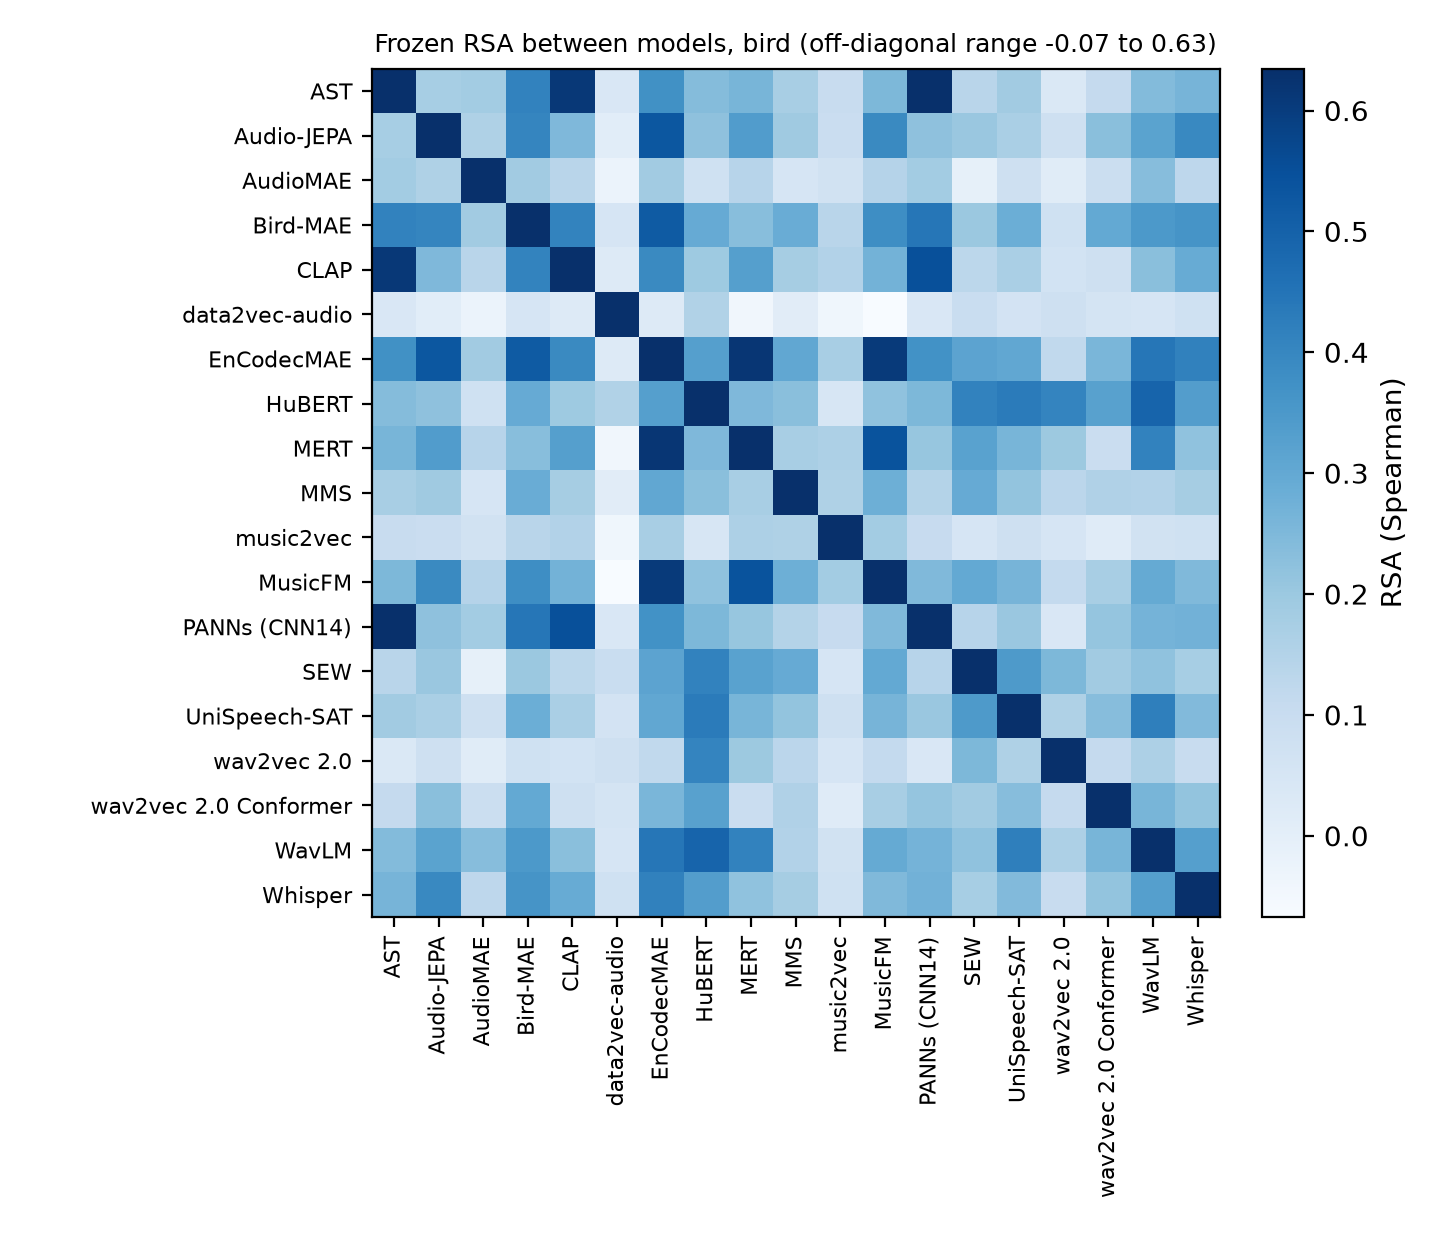 Frozen RSA between models, bird (off-diagonal range -0.07 to 0.63)
AST
Audio-JEPA
AudioMAE
Bird-MAE
CLAP
data2vec-audio
EnCodecMAE
HuBERT
MERT
MMS
music2vec
MusicFM
PANNs (CNN14)
SEW
UniSpeech-SAT
wav2vec 2.0
wav2vec 2.0 Conformer
WavLM
Whisper
AST
Audio-JEPA
AudioMAE
Bird-MAE
CLAP
data2vec-audio
EnCodecMAE
HuBERT
MERT
MMS
music2vec
MusicFM
PANNs (CNN14)
SEW
UniSpeech-SAT
wav2vec 2.0
wav2vec 2.0 Conformer
WavLM
Whisper
0.6
0.5
0.4
0.3
0.2
0.1
0.0
RSA (Spearman)